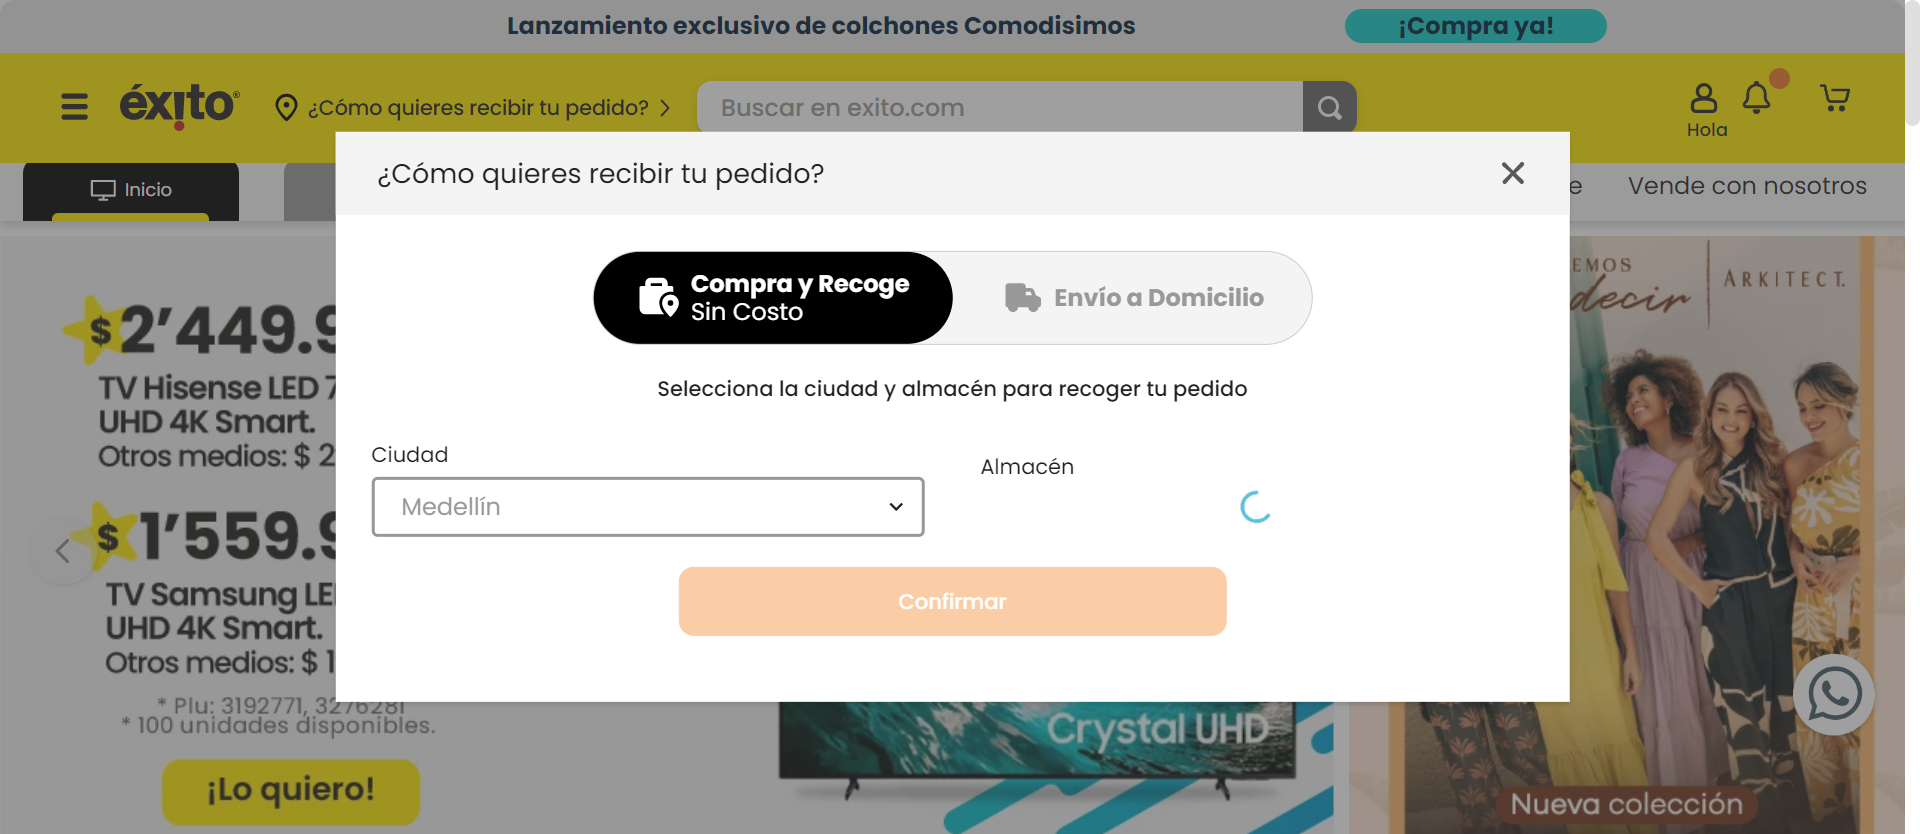 Lanzamiento exclusivo de colchones Comodisimos
¡Compra ya!
éxito®
¿Cómo quieres recibir tu pedido?
Buscar en exito.com
Hola
Inicio
Vende con nosotros
¿Cómo quieres recibir tu pedido?
Compra y Recoge
Sin Costo
Envío a Domicilio
Selecciona la ciudad y almacén para recoger tu pedido
Ciudad
Medellín
Almacén
Confirmar
$2’449.9
TV Hisense LED 7
UHD 4K Smart.
Otros medios: $ 2
$1’559.9
TV Samsung LE
UHD 4K Smart.
Otros medios: $ 1
* Plu: 3192771, 3276281
* 100 unidades disponibles.
¡Lo quiero!
Crystal UHD
EMOS
decir
ARKITECT.
Nueva colección